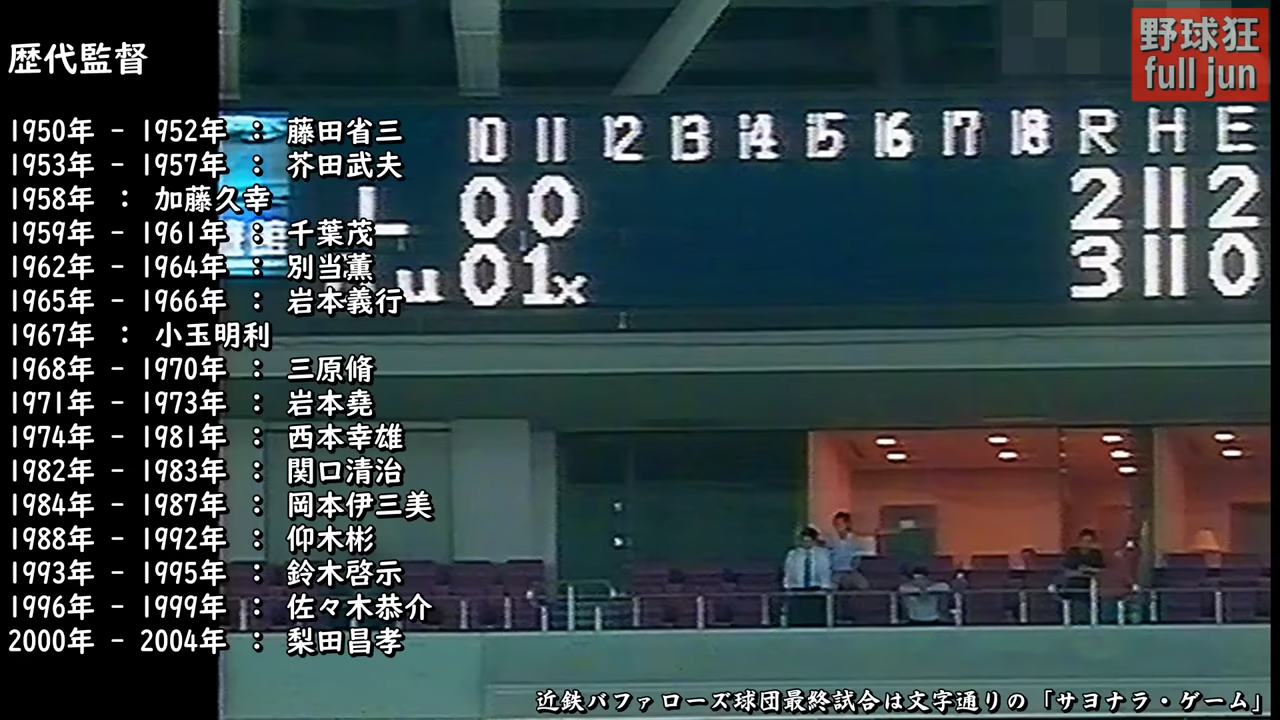 歴代監督
1950年 - 1952年 : 藤田省三
1953年 - 1957年 : 芥田武夫
1958年 : 加藤久幸
1959年 - 1961年 : 千葉茂
1962年 - 1964年 : 別当薫
1965年 - 1966年 : 岩本義行
1967年 : 小玉明利
1968年 - 1970年 : 三原脩
1971年 - 1973年 : 岩本堯
1974年 - 1981年 : 西本幸雄
1982年 - 1983年 : 関口清治
1984年 - 1987年 : 岡本伊三美
1988年 - 1992年 : 仰木彬
1993年 - 1995年 : 鈴木啓示
1996年 - 1999年 : 佐々木恭介
2000年 - 2004年 : 梨田昌孝
野球狂
full jun
10 11 12 13 14 15 16 17 18 R H E
L 0 0 2 11 2
u 0 1x 3 11 0
近鉄バファローズ球団最終試合は文字通りの「サヨナラ・ゲーム」